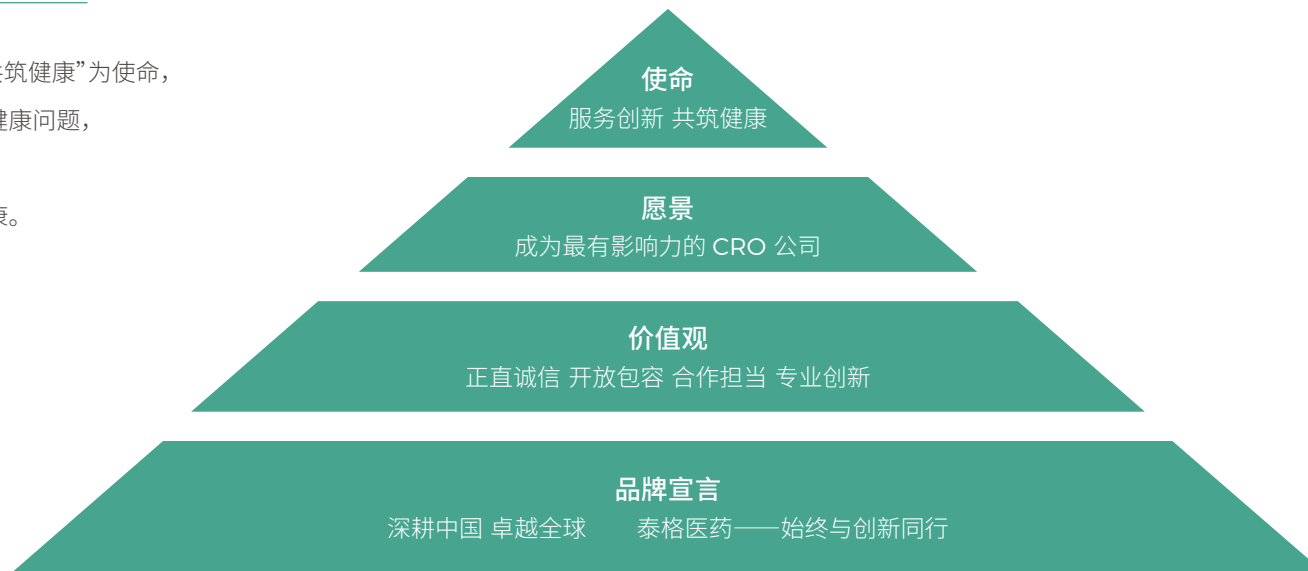 共筑健康”为使命，
健康问题，
康。
使命
服务创新 共筑健康
愿景
成为最有影响力的 CRO 公司
价值观
正直诚信 开放包容 合作担当 专业创新
品牌宣言
深耕中国 卓越全球 泰格医药——始终与创新同行